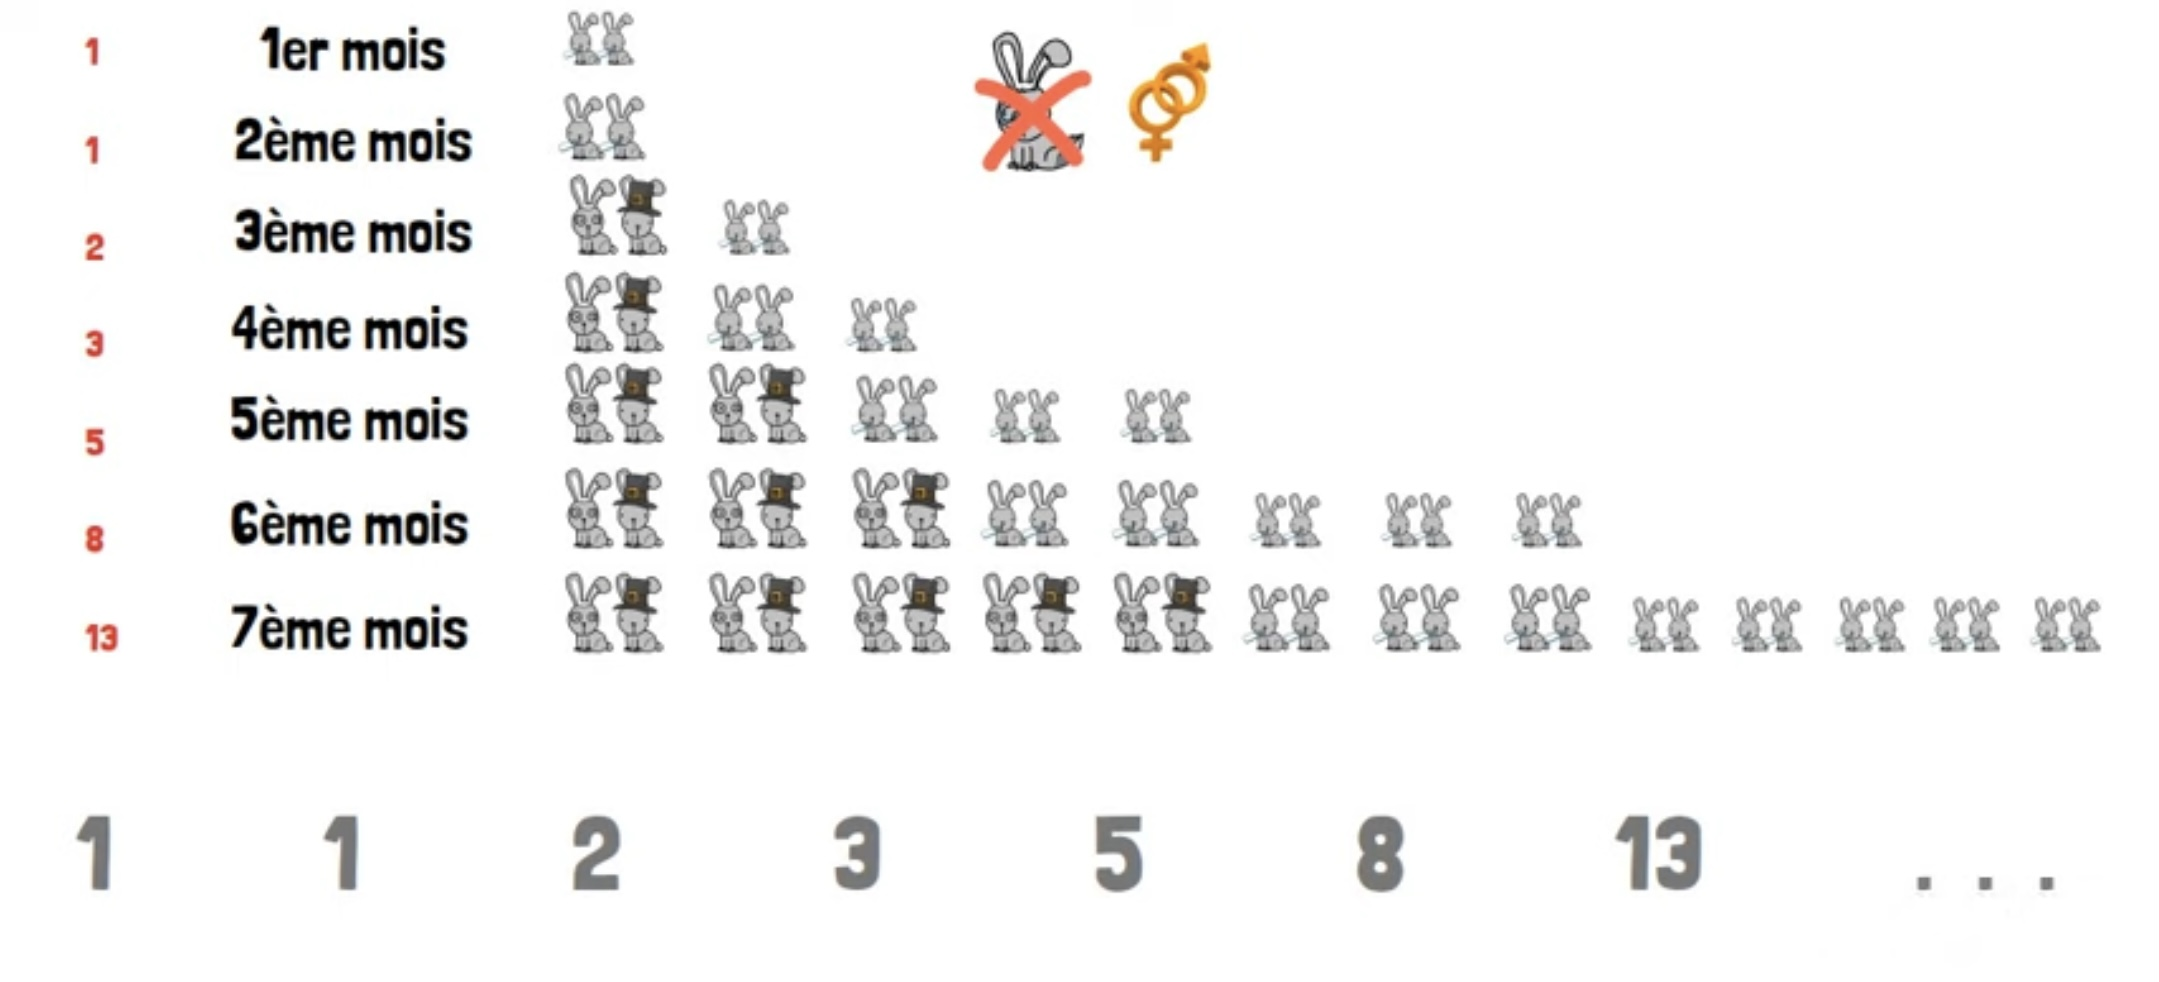 1 1er mois
1 2ème mois
2 3ème mois
3 4ème mois
5 5ème mois
8 6ème mois
13 7ème mois
1 1 2 3 5 8 13 . . .